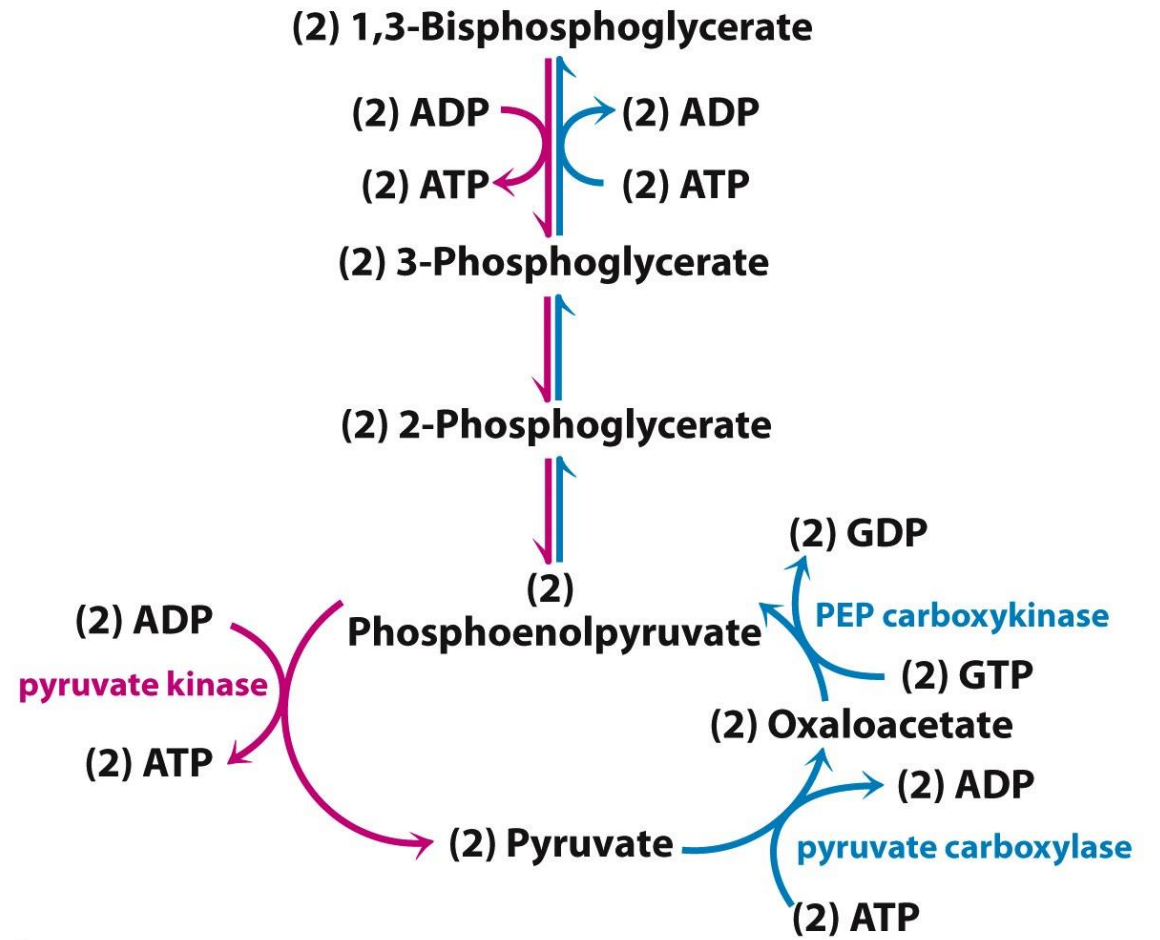 (2) 1,3-Bisphosphoglycerate
(2) ADP
(2) ADP
(2) ATP
(2) ATP
(2) 3-Phosphoglycerate
(2) 2-Phosphoglycerate
(2) GDP
(2)
Phosphoenolpyruvate
(2) ADP
PEP carboxykinase
pyruvate kinase
(2) GTP
(2) Oxaloacetate
(2) ATP
(2) ADP
(2) Pyruvate
pyruvate carboxylase
(2) ATP